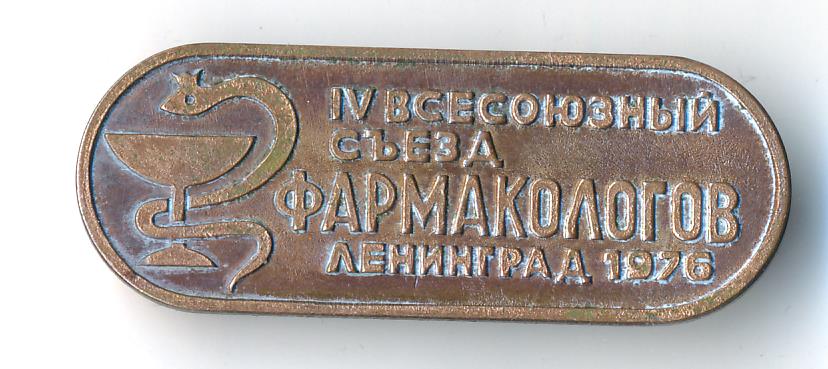 IV ВСЕСОЮЗНЫЙ
СЪЕЗД
ФАРМАКОЛОГОВ
ЛЕНИНГРАД 1976